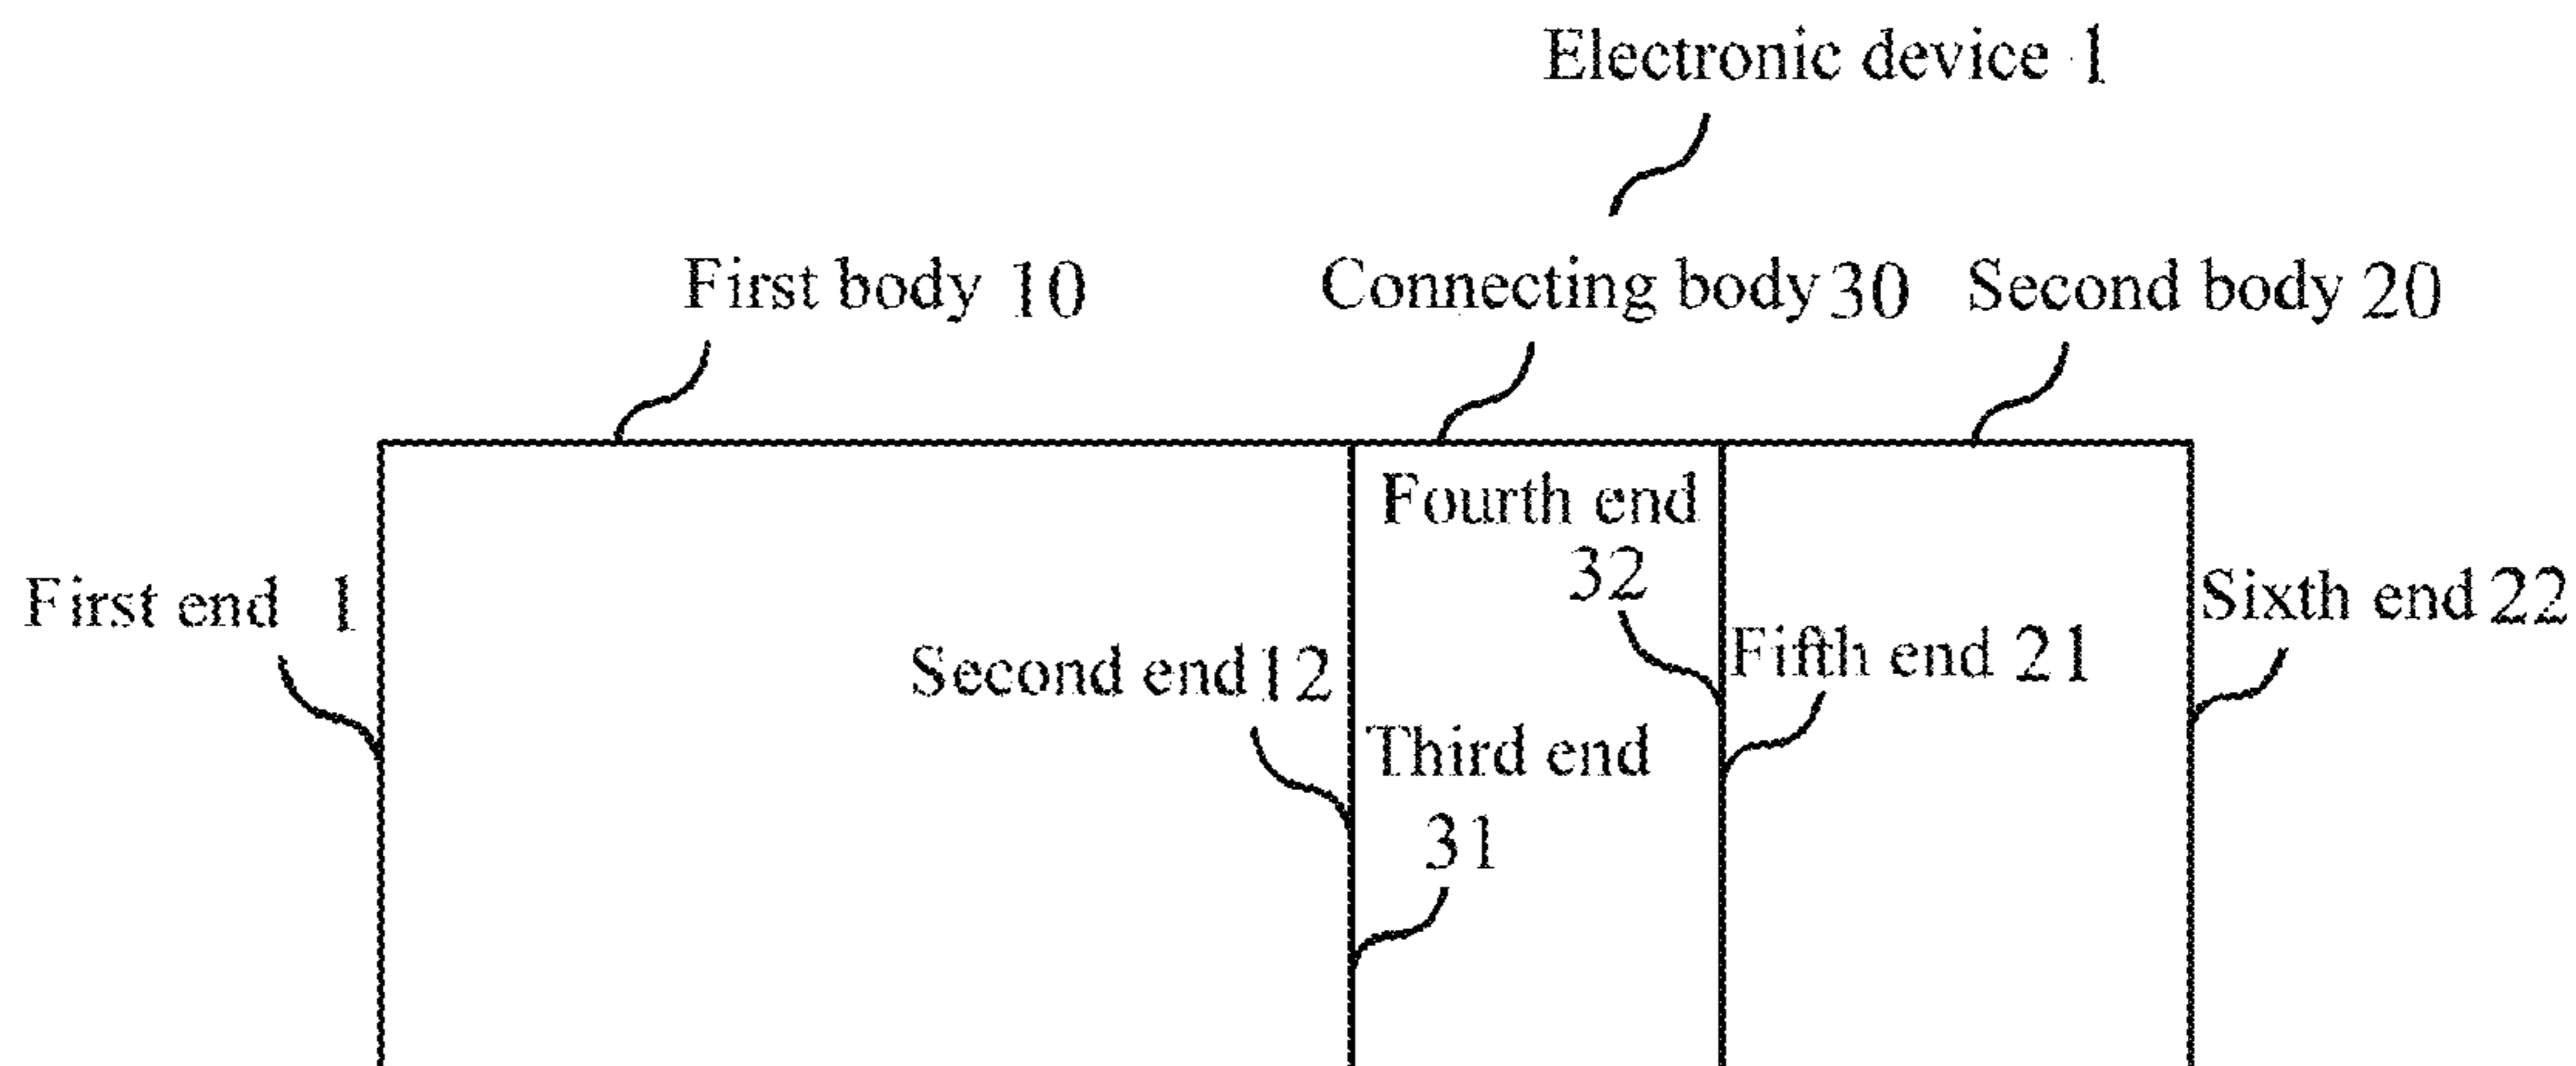 Electronic device 1
First body 10 Connecting body 30 Second body 20
Fourth end
32
First end 1
Sixth end 22
Second end 12
Fifth end 21
Third end
31